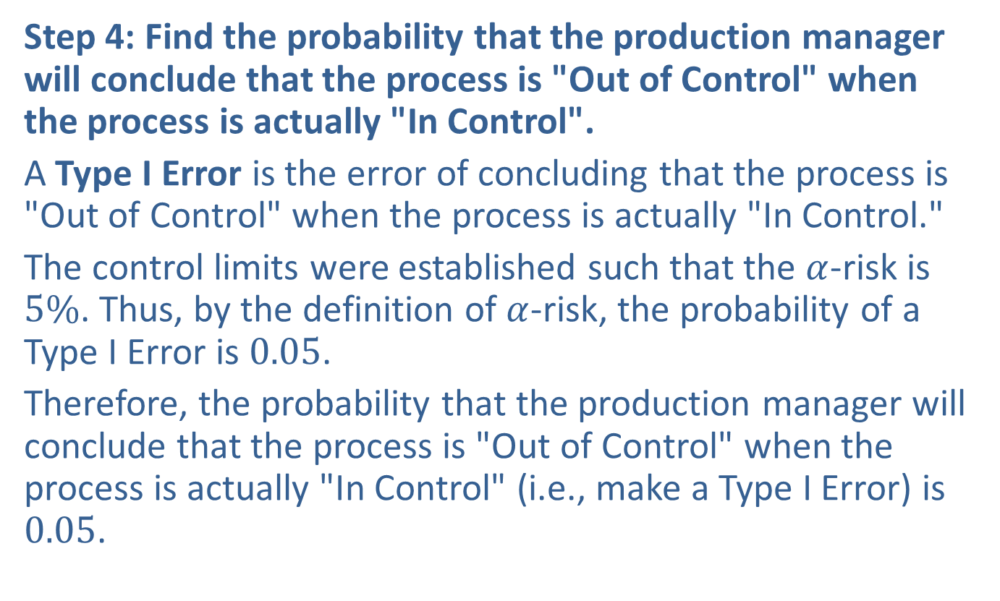 Step 4: Find the probability that the production manager
will conclude that the process is "Out of Control" when
the process is actually "In Control".
A Type I Error is the error of concluding that the process is
"Out of Control" when the process is actually "In Control."
The control limits were established such that the α-risk is
5%. Thus, by the definition of α-risk, the probability of a
Type I Error is 0.05.
Therefore, the probability that the production manager will
conclude that the process is "Out of Control" when the
process is actually "In Control" (i.e., make a Type I Error) is
0.05.